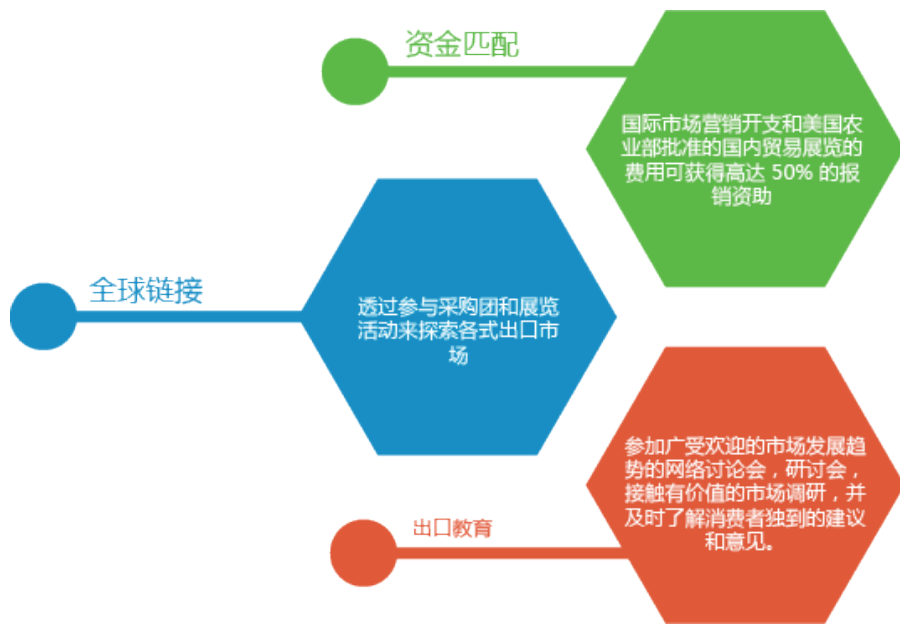 资金匹配
国际市场营销开支和美国农
业部批准的国内贸易展览的
费用可获得高达 50% 的报
销资助
全球链接
透过参与采购团和展览
活动来探索各式出口市
场
出口教育
参加广受欢迎的市场发展趋
势的网络讨论会，研讨会，
接触有价值的市场调研，并
及时了解消费者独到的建议
和意见。